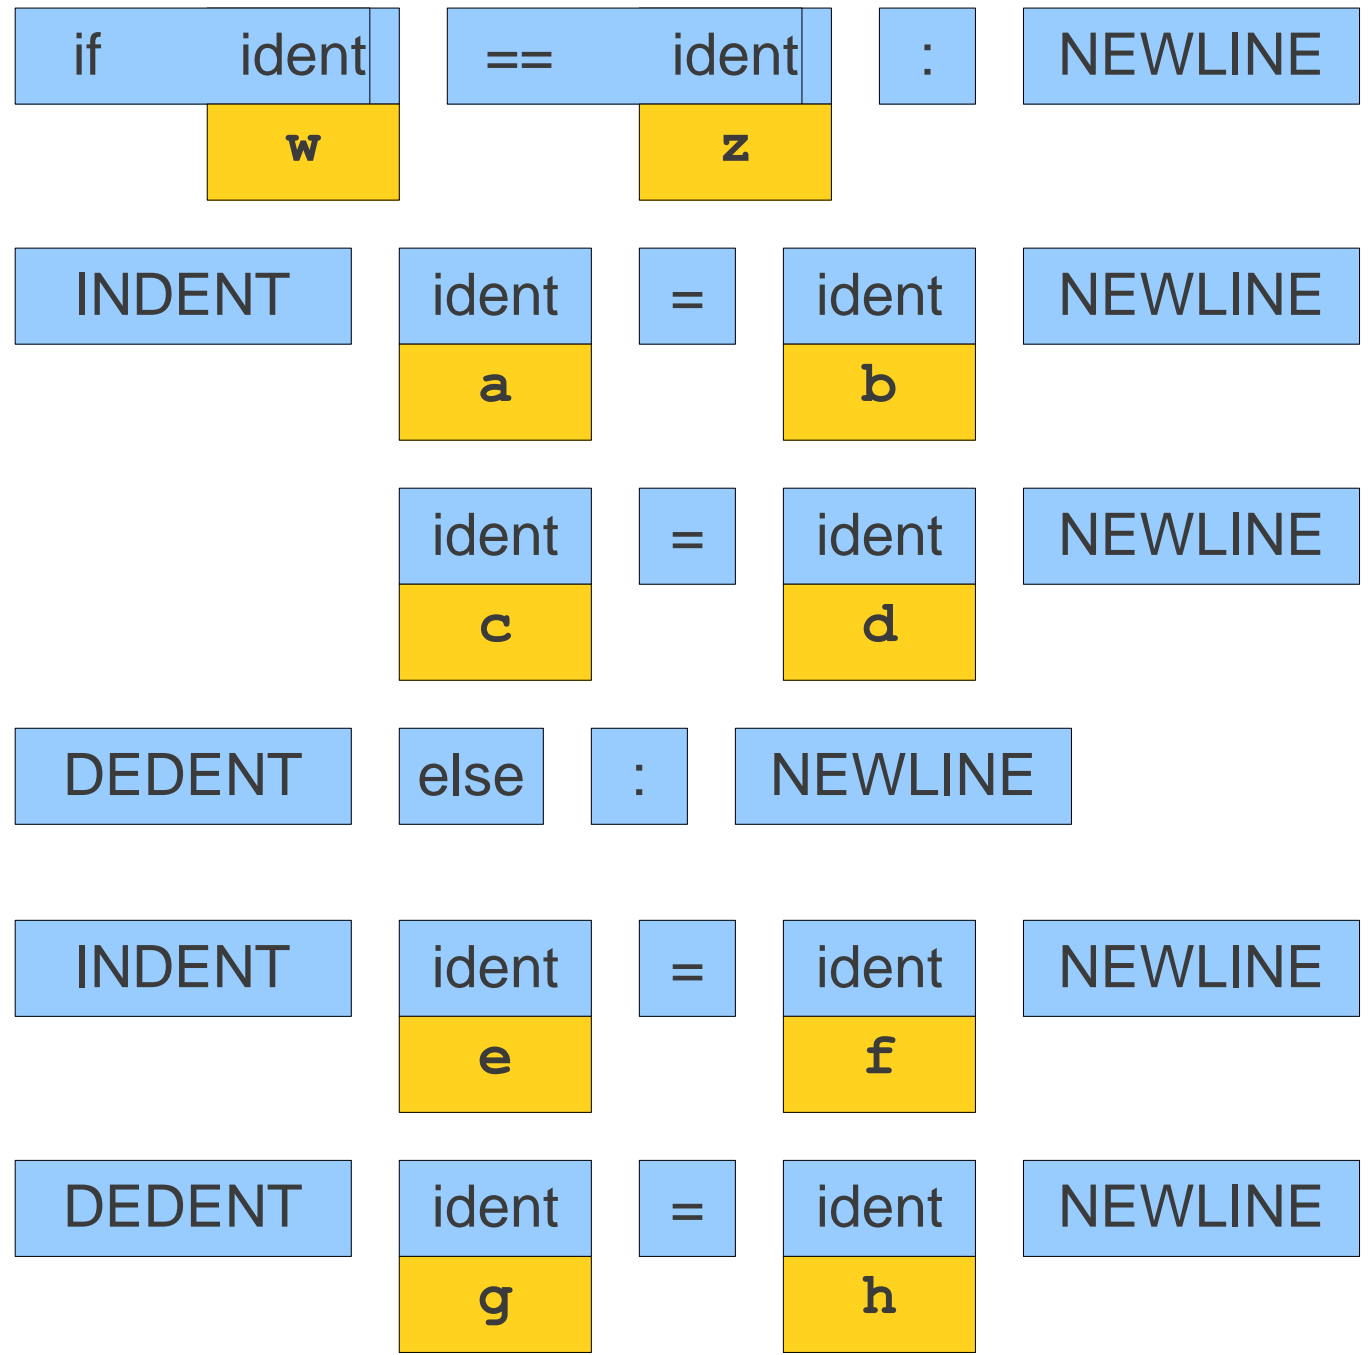 if ident == ident : NEWLINE
w z
INDENT ident = ident NEWLINE
a b
ident = ident NEWLINE
c d
DEDENT else : NEWLINE
INDENT ident = ident NEWLINE
e f
DEDENT ident = ident NEWLINE
g h